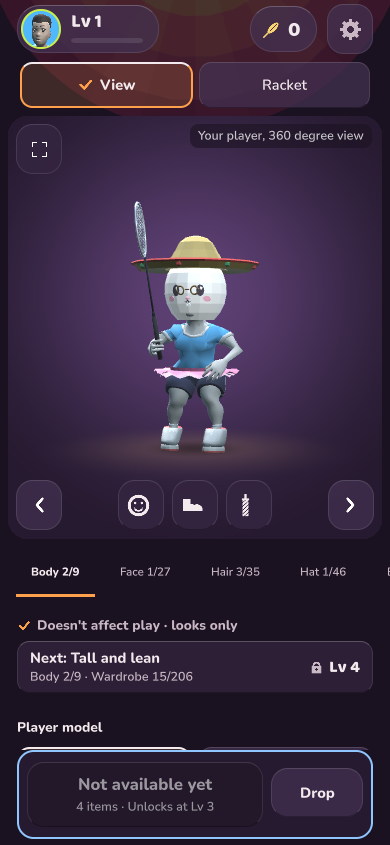 Lv 1
0
View
Racket
Your player, 360 degree view
Body 2/9
Face 1/27
Hair 3/35
Hat 1/46
Doesn't affect play · looks only
Next: Tall and lean
Body 2/9 · Wardrobe 15/206
Lv 4
Player model
Not available yet
4 items · Unlocks at Lv 3
Drop